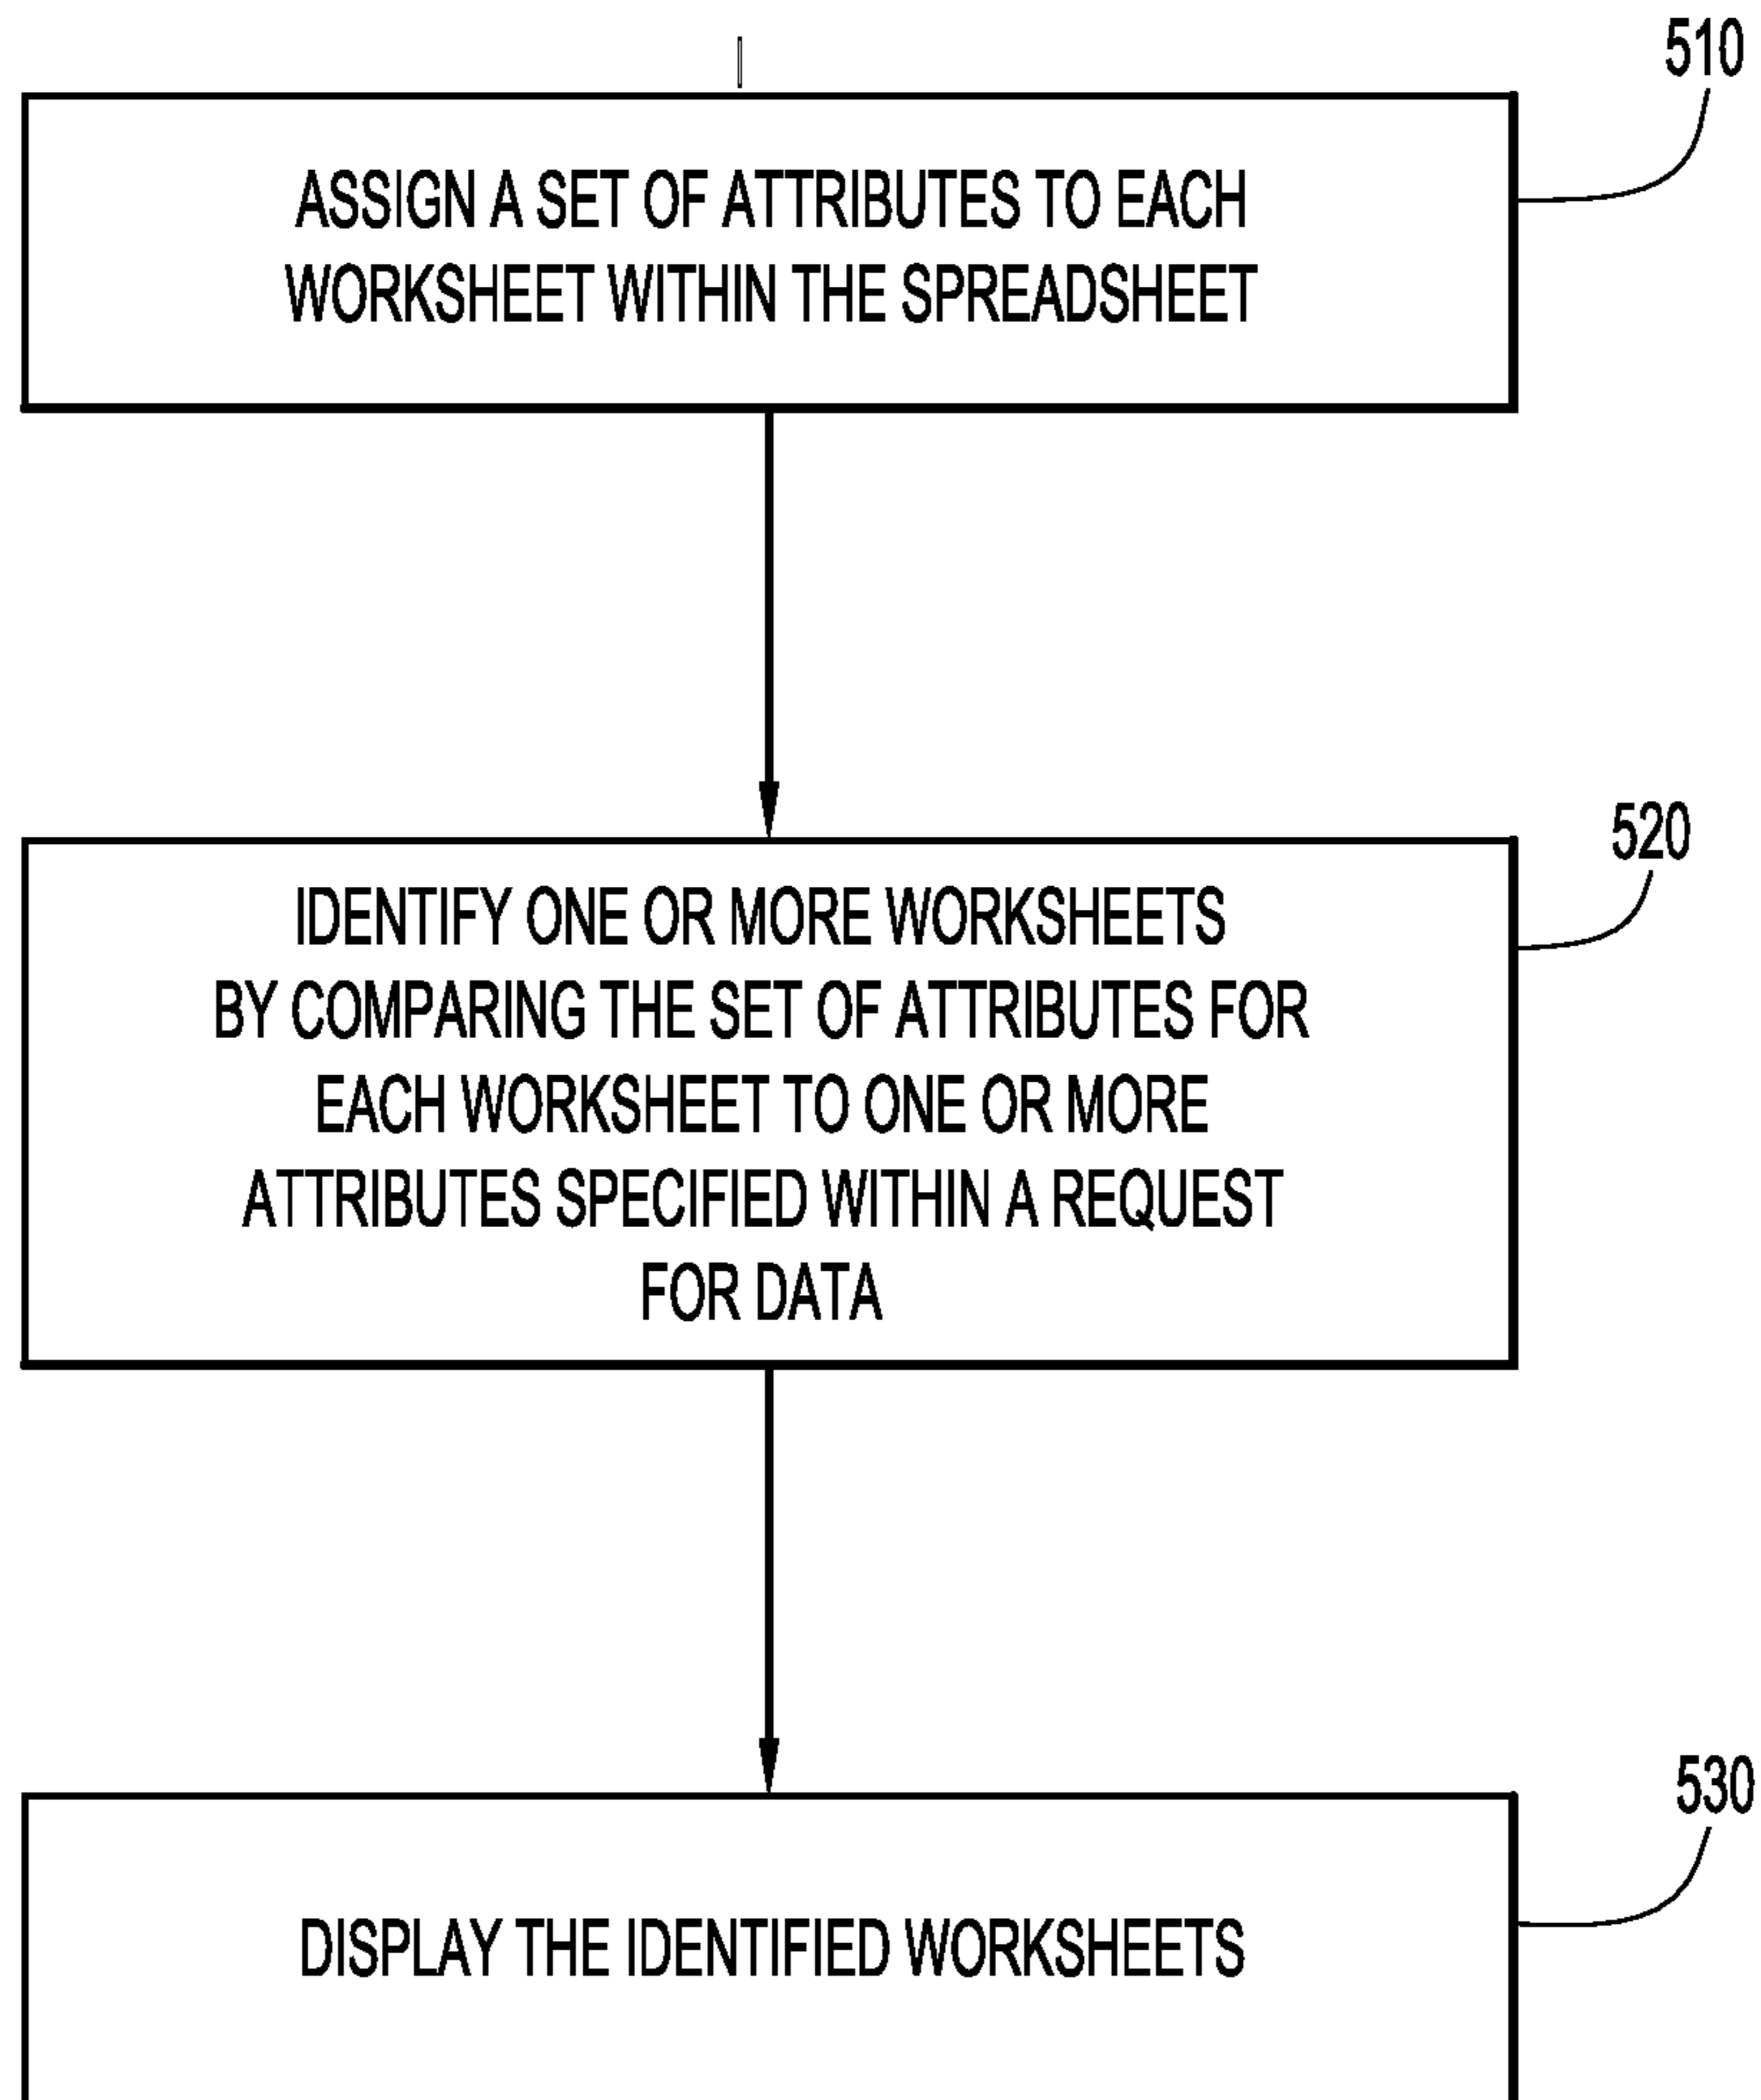 510
ASSIGN A SET OF ATTRIBUTES TO EACH
WORKSHEET WITHIN THE SPREADSHEET
520
IDENTIFY ONE OR MORE WORKSHEETS
BY COMPARING THE SET OF ATTRIBUTES FOR
EACH WORKSHEET TO ONE OR MORE
ATTRIBUTES SPECIFIED WITHIN A REQUEST
FOR DATA
530
DISPLAY THE IDENTIFIED WORKSHEETS